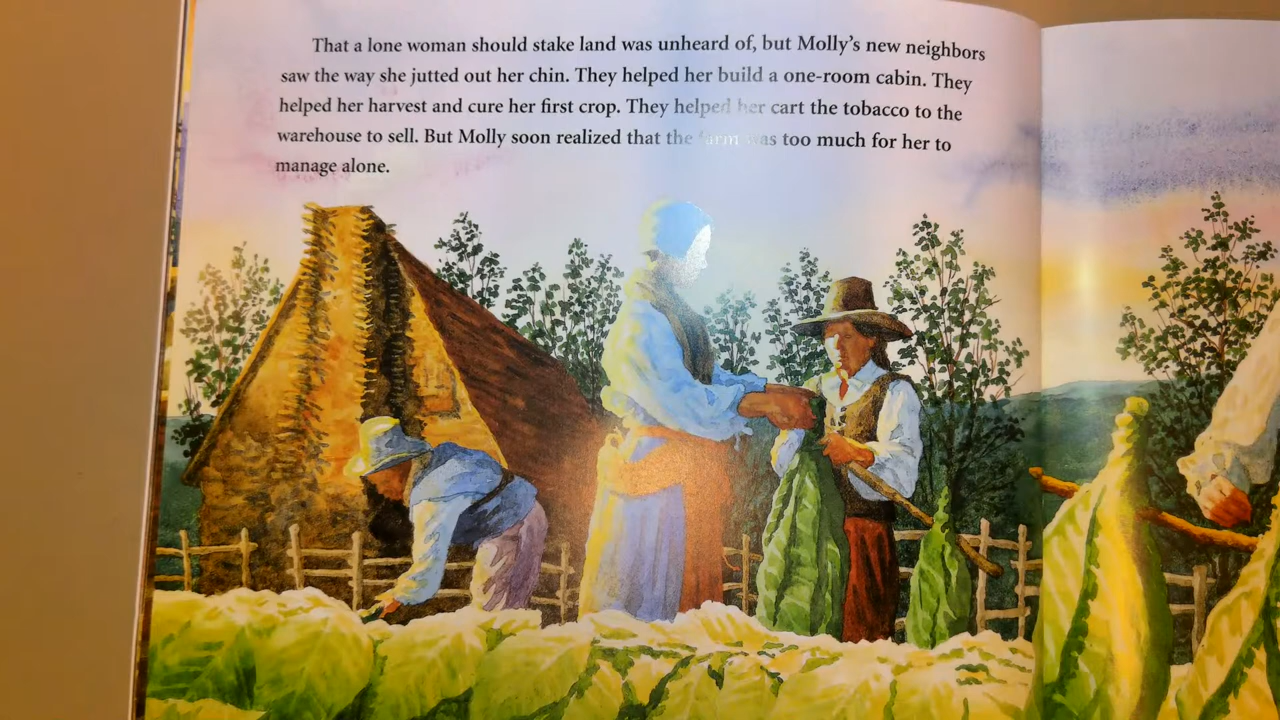 That a lone woman should stake land was unheard of, but Molly's new neighbors
saw the way she jutted out her chin. They helped her build a one-room cabin. They
helped her harvest and cure her first crop. They helped her cart the tobacco to the
warehouse to sell. But Molly soon realized that the farm was too much for her to
manage alone.